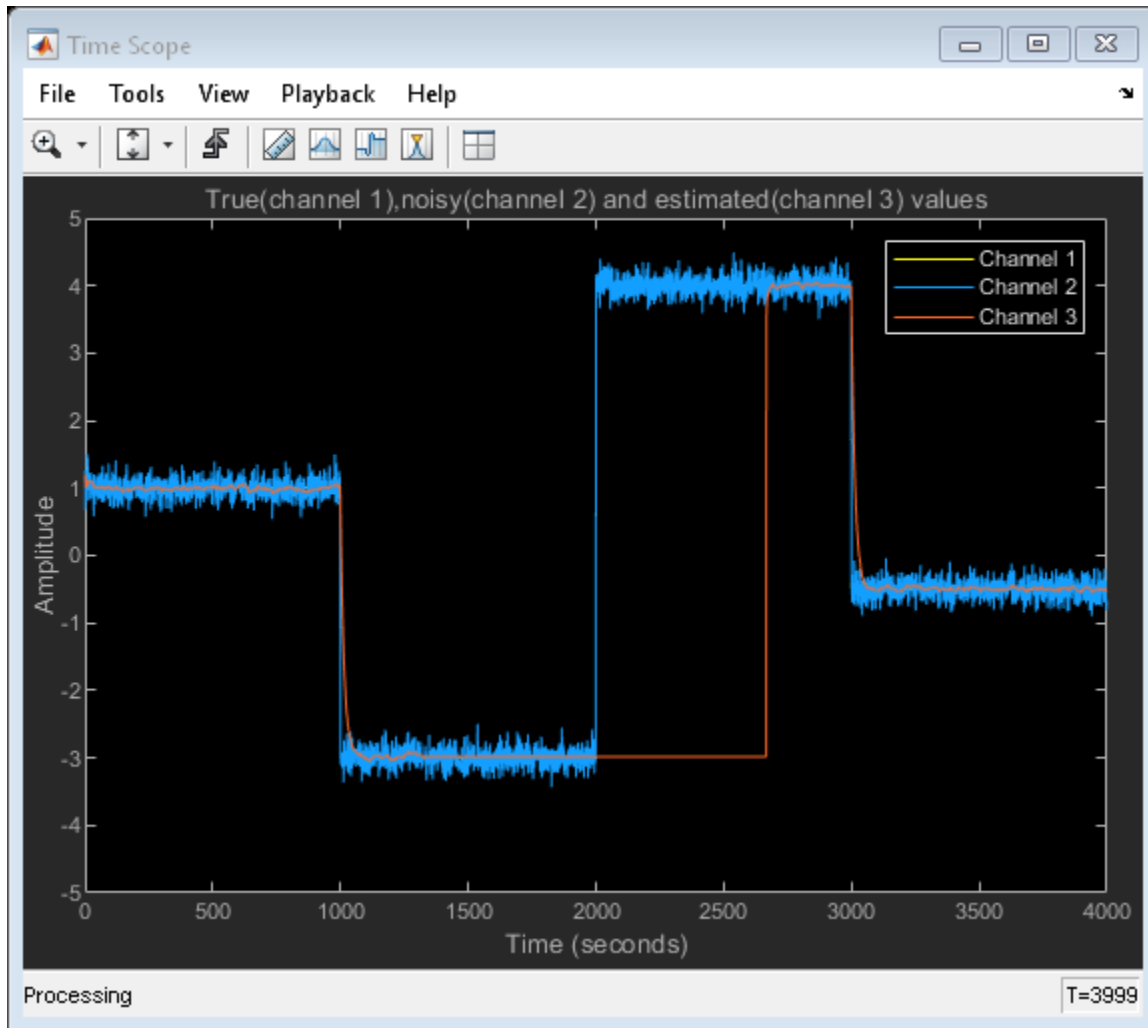 Time Scope
File Tools View Playback Help
True(channel 1),noisy(channel 2) and estimated(channel 3) values
Channel 1
Channel 2
Channel 3
5
4
3
2
1
0
-1
-2
-3
-4
-5
Amplitude
0 500 1000 1500 2000 2500 3000 3500 4000
Time (seconds)
Processing T=3999